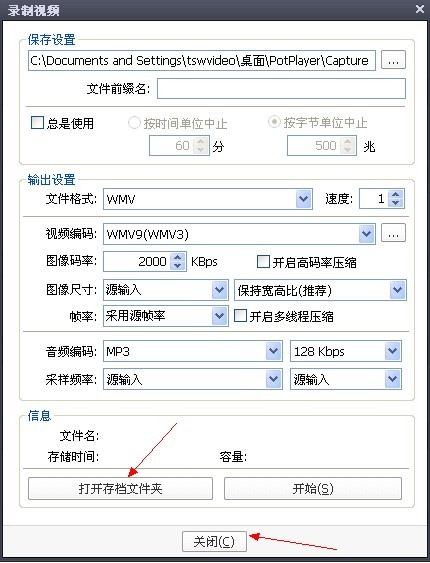 录制视频
保存设置
C:\Documents and Settings\tswvideo\桌面\PotPlayer\Capture ...
文件前缀名:
总是使用 按时间单位中止 按字节单位中止
60 分 500 兆
输出设置
文件格式: WMV 速度: 1
视频编码: WMV9(WMV3) ...
图像码率: 2000 KBps 开启高码率压缩
图像尺寸: 源输入 保持宽高比(推荐)
帧率: 采用源帧率 开启多线程压缩
音频编码: MP3 128 Kbps
采样频率: 源输入 源输入
信息
文件名:
存储时间: 容量:
打开存档文件夹 开始(S)
关闭(C)